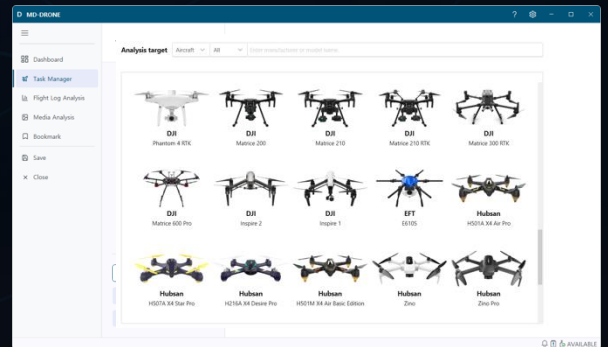 D MD-DRONE
?
Analysis target Aircraft All Enter manufacturer or model name
Dashboard
Task Manager
Flight Log Analysis
Media Analysis
Bookmark
Save
Close
DJI DJI DJI DJI DJI
Phantom 4 RTK Matrice 200 Matrice 210 Matrice 210 RTK Matrice 300 RTK
DJI DJI DJI EFT Hubsan
Matrice 600 Pro Inspire 2 Inspire 1 E610S H501A X4 Air Pro
Hubsan Hubsan Hubsan Hubsan Hubsan
H507A X4 Star Pro H216A X4 Desire Pro H501M X4 Air Basic Edition Zino Zino Pro
AVAILABLE